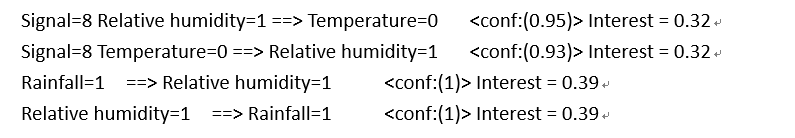 Signal=8 Relative humidity=1 ==> Temperature=0 <conf:(0.95)> Interest = 0.32
Signal=8 Temperature=0 ==> Relative humidity=1 <conf:(0.93)> Interest = 0.32
Rainfall=1 ==> Relative humidity=1 <conf:(1)> Interest = 0.39
Relative humidity=1 ==> Rainfall=1 <conf:(1)> Interest = 0.39